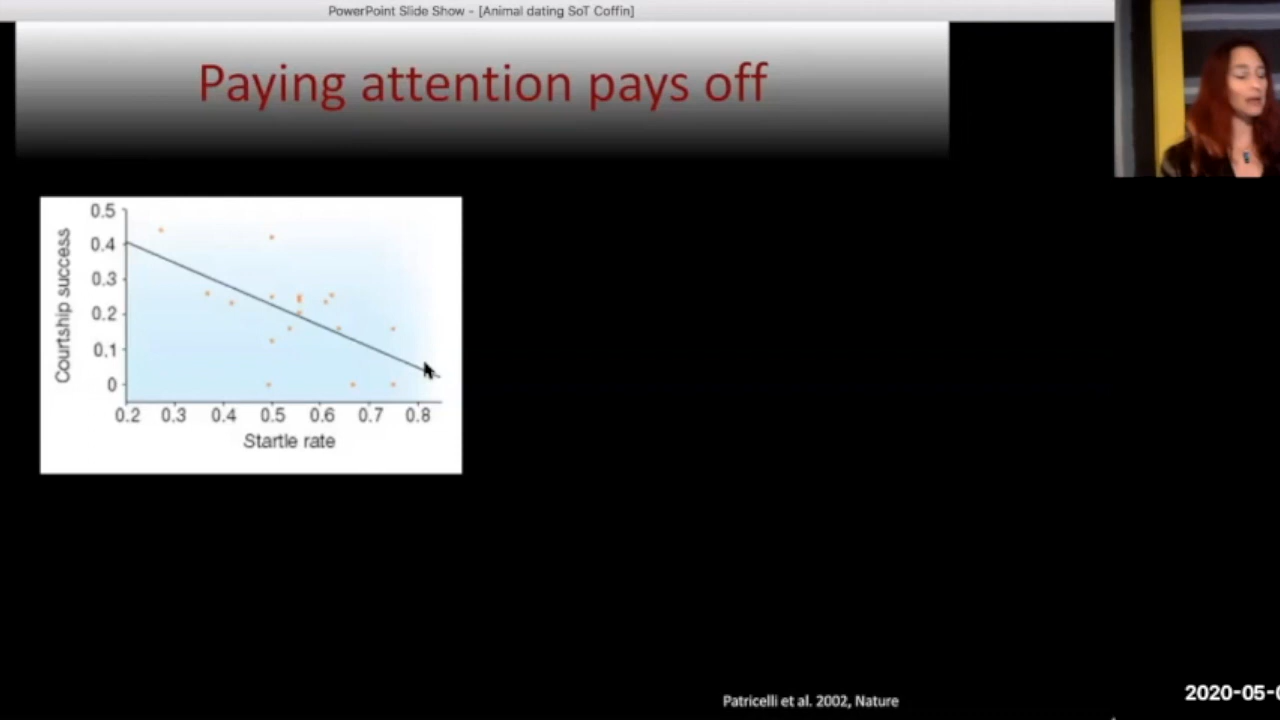 PowerPoint Slide Show - [Animal dating SoT Coffin]
Paying attention pays off
Courtship success
0.5
0.4
0.3
0.2
0.1
0
0.2 0.3 0.4 0.5 0.6 0.7 0.8
Startle rate
Patricelli et al. 2002, Nature
2020-05-0